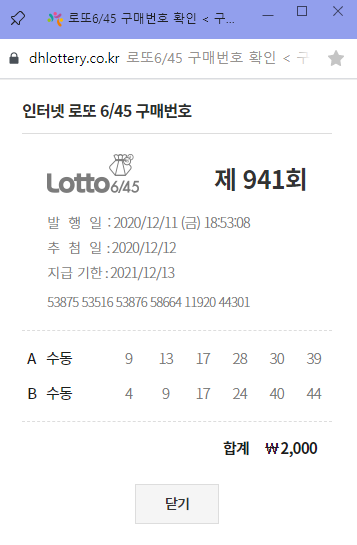 로또6/45 구매번호 확인 < 구...
dhlottery.co.kr 로또6/45 구매번호 확인 < 구
인터넷 로또 6/45 구매번호
Lotto 6/45 제 941회
발 행 일 : 2020/12/11 (금) 18:53:08
추 첨 일 : 2020/12/12
지급 기한 : 2021/12/13
53875 53516 53876 58664 11920 44301
A 수동 9 13 17 28 30 39
B 수동 4 9 17 24 40 44
합계 ₩2,000
닫기